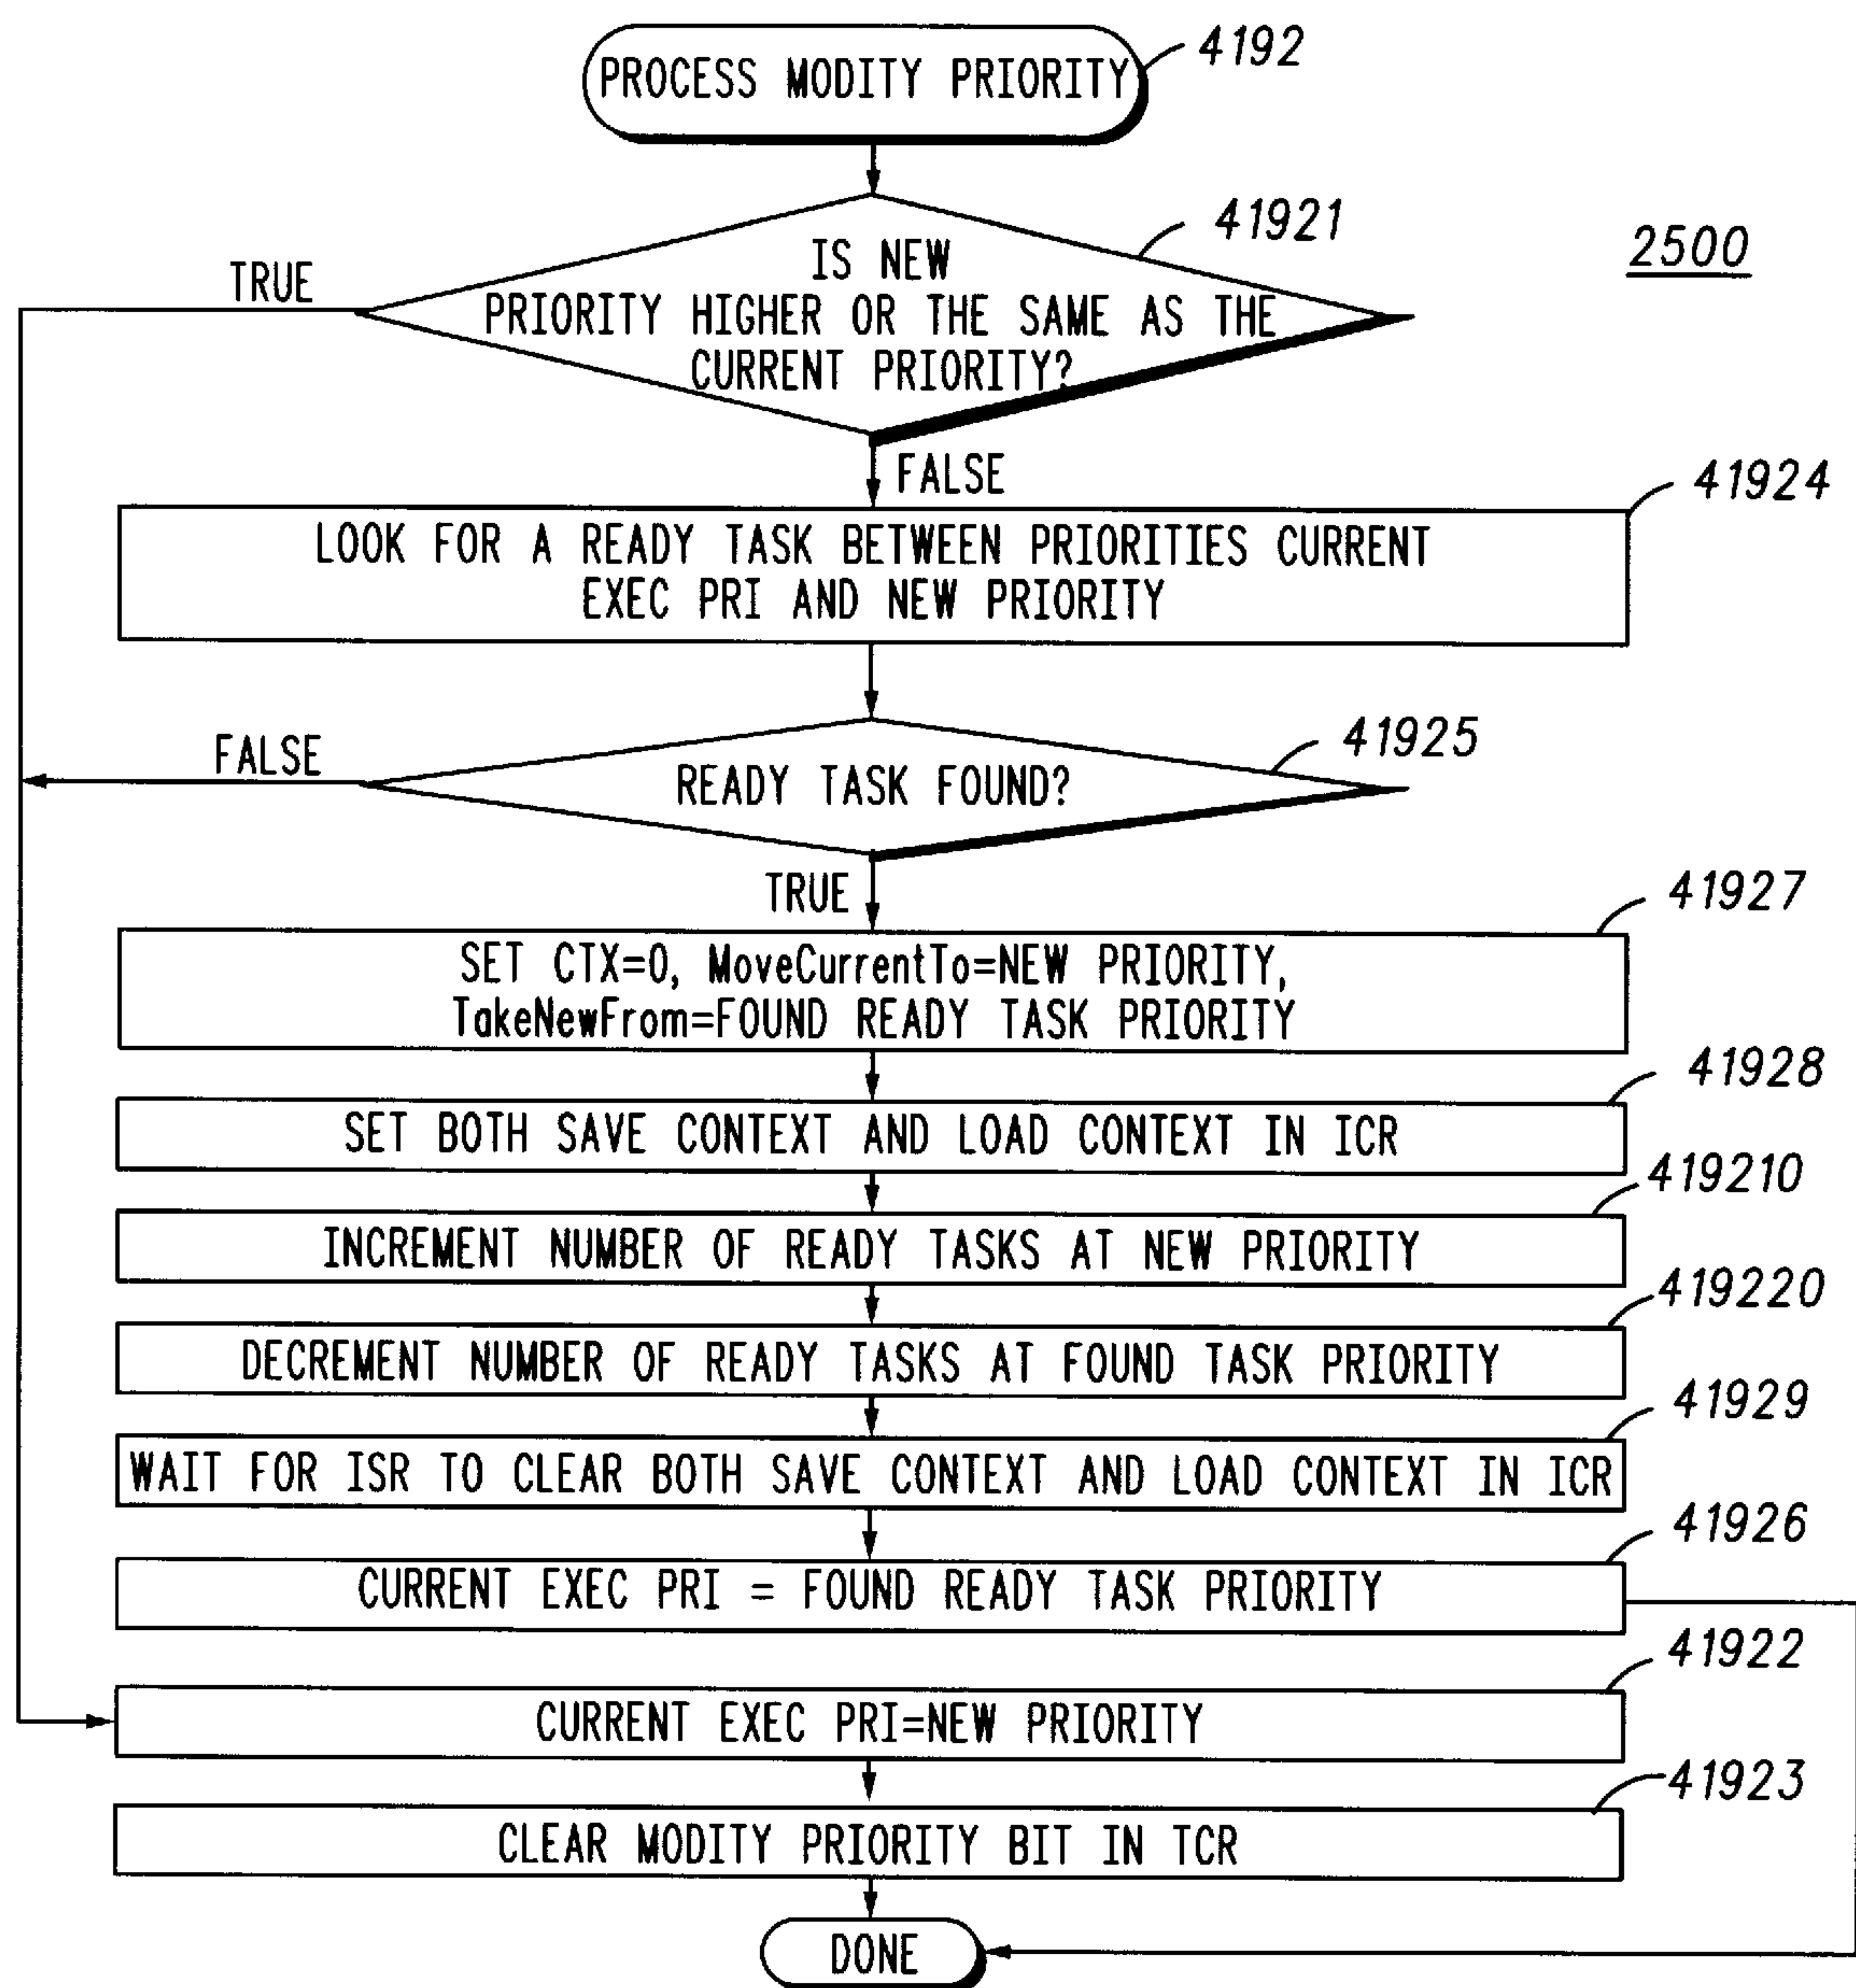 PROCESS MODITY PRIORITY
4192
41921
2500
TRUE
IS NEW
PRIORITY HIGHER OR THE SAME AS THE
CURRENT PRIORITY?
FALSE
41924
LOOK FOR A READY TASK BETWEEN PRIORITIES CURRENT
EXEC PRI AND NEW PRIORITY
41925
FALSE
READY TASK FOUND?
TRUE
41927
SET CTX=0, MoveCurrentTo=NEW PRIORITY,
TakeNewFrom=FOUND READY TASK PRIORITY
41928
SET BOTH SAVE CONTEXT AND LOAD CONTEXT IN ICR
419210
INCREMENT NUMBER OF READY TASKS AT NEW PRIORITY
419220
DECREMENT NUMBER OF READY TASKS AT FOUND TASK PRIORITY
41929
WAIT FOR ISR TO CLEAR BOTH SAVE CONTEXT AND LOAD CONTEXT IN ICR
41926
CURRENT EXEC PRI = FOUND READY TASK PRIORITY
41922
CURRENT EXEC PRI=NEW PRIORITY
41923
CLEAR MODITY PRIORITY BIT IN TCR
DONE